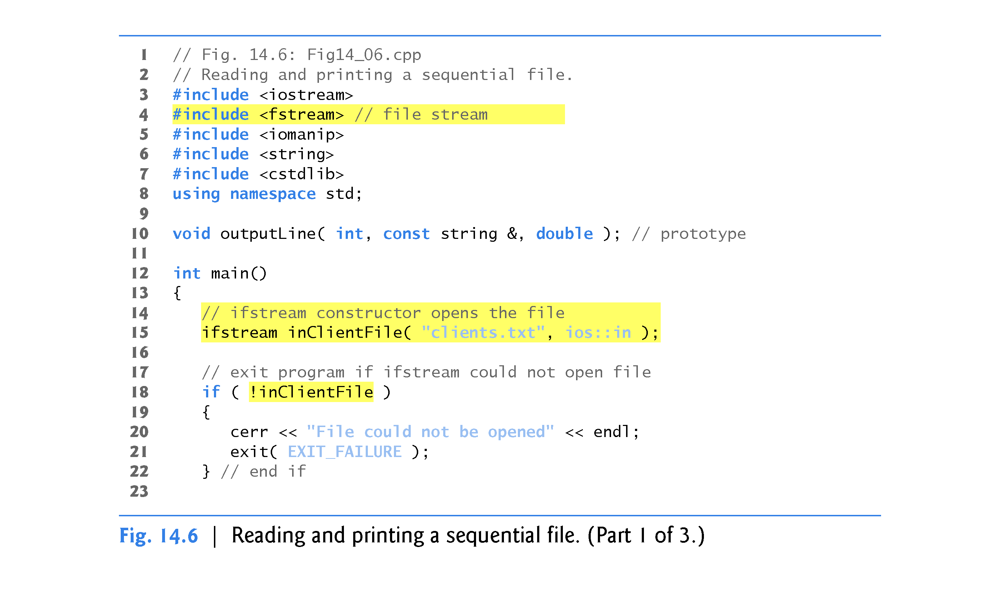 1 // Fig. 14.6: Fig14_06.cpp
2 // Reading and printing a sequential file.
3 #include <iostream>
4 #include <fstream> // file stream
5 #include <iomanip>
6 #include <string>
7 #include <cstdlib>
8 using namespace std;
9
10 void outputLine( int, const string &, double ); // prototype
11
12 int main()
13 {
14 // ifstream constructor opens the file
15 ifstream inClientFile( "clients.txt", ios::in );
16
17 // exit program if ifstream could not open file
18 if ( !inClientFile )
19 {
20 cerr << "File could not be opened" << endl;
21 exit( EXIT_FAILURE );
22 } // end if
23
Fig. 14.6 | Reading and printing a sequential file. (Part 1 of 3.)